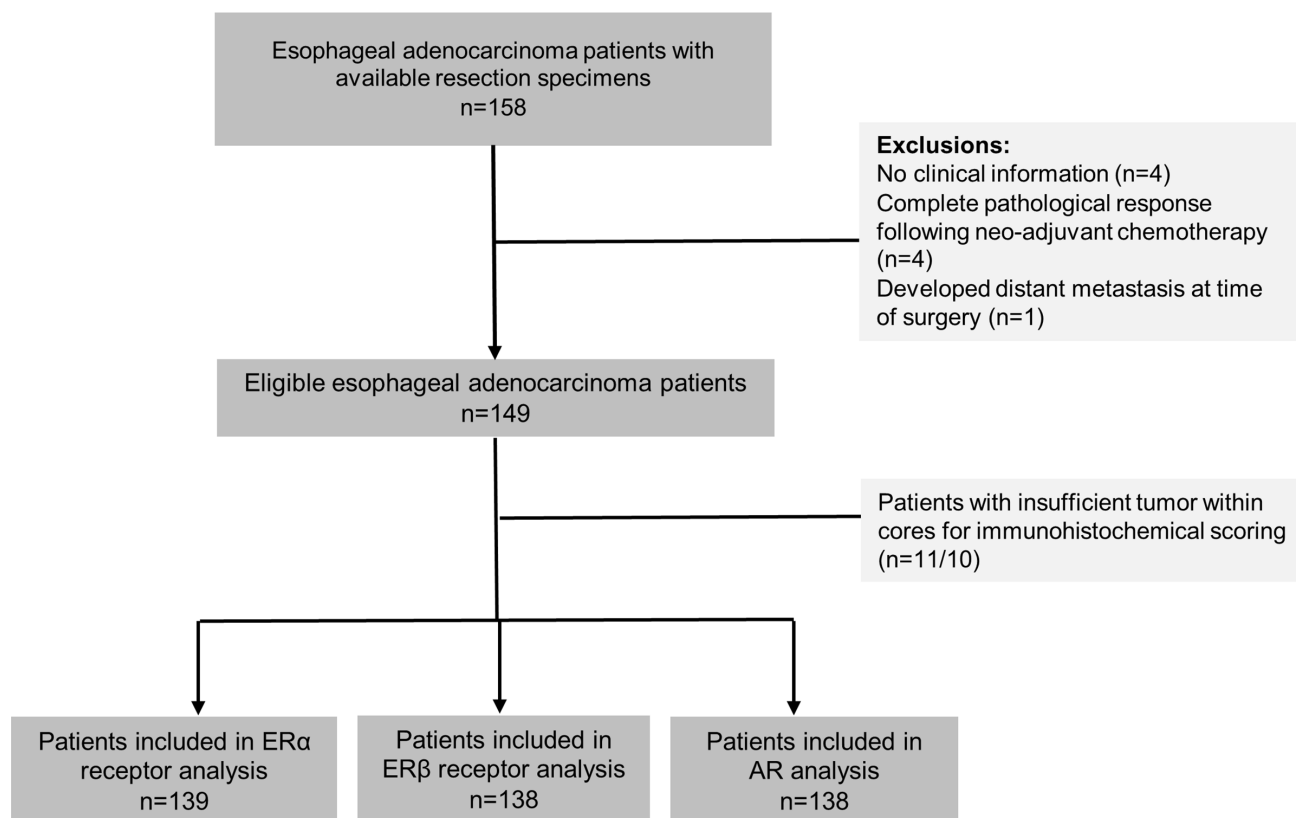 Esophageal adenocarcinoma patients with
available resection specimens
n=158
Exclusions:
No clinical information (n=4)
Complete pathological response
following neo-adjuvant chemotherapy
(n=4)
Developed distant metastasis at time
of surgery (n=1)
Eligible esophageal adenocarcinoma patients
n=149
Patients with insufficient tumor within
cores for immunohistochemical scoring
(n=11/10)
Patients included in ERα
receptor analysis
n=139
Patients included in
ERβ receptor analysis
n=138
Patients included in
AR analysis
n=138